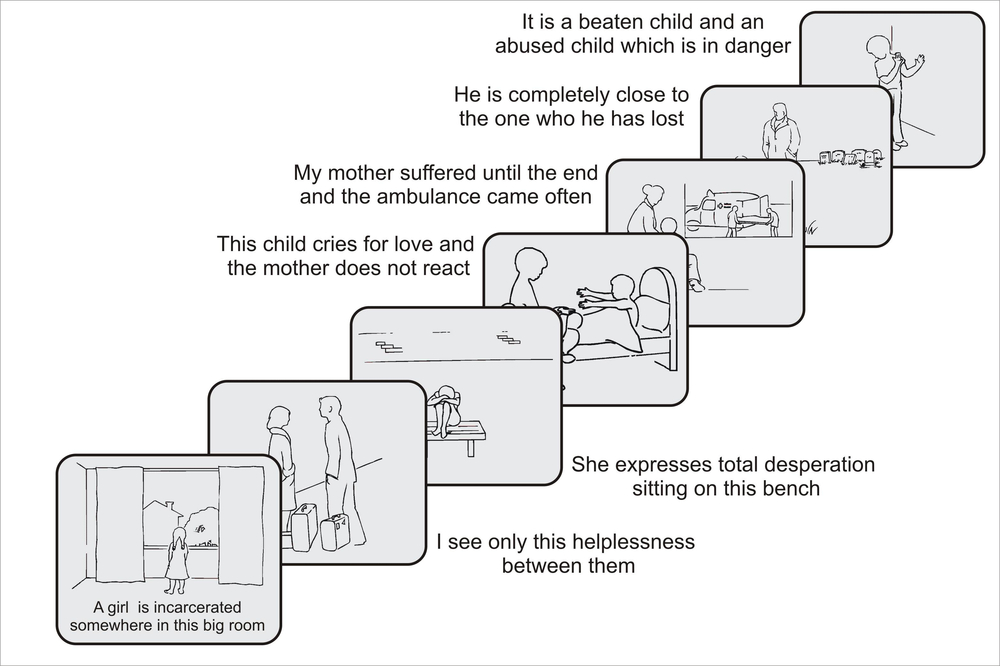 It is a beaten child and an
abused child which is in danger
He is completely close to
the one who he has lost
My mother suffered until the end
and the ambulance came often
This child cries for love and
the mother does not react
She expresses total desperation
sitting on this bench
I see only this helplessness
between them
A girl is incarcerated
somewhere in this big room